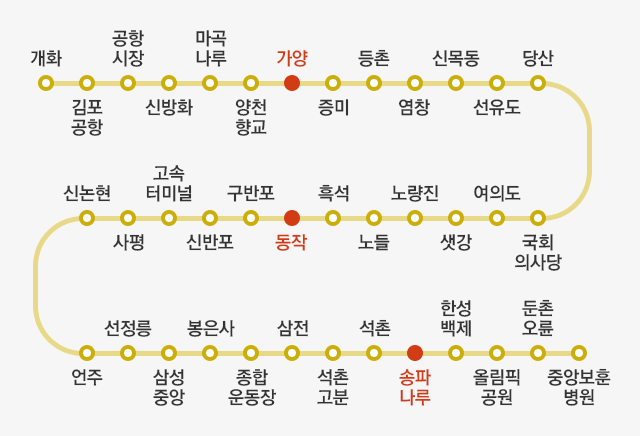 개화
김포
공항
공항
시장
신방화
마곡
나루
양천
향교
가양
증미
등촌
염창
신목동
선유도
당산
국회
의사당
여의도
샛강
노량진
노들
흑석
동작
구반포
신반포
고속
터미널
사평
신논현
언주
선정릉
삼성
중앙
봉은사
종합
운동장
삼전
석촌
고분
석촌
송파
나루
한성
백제
올림픽
공원
둔촌
오륜
중앙보훈
병원